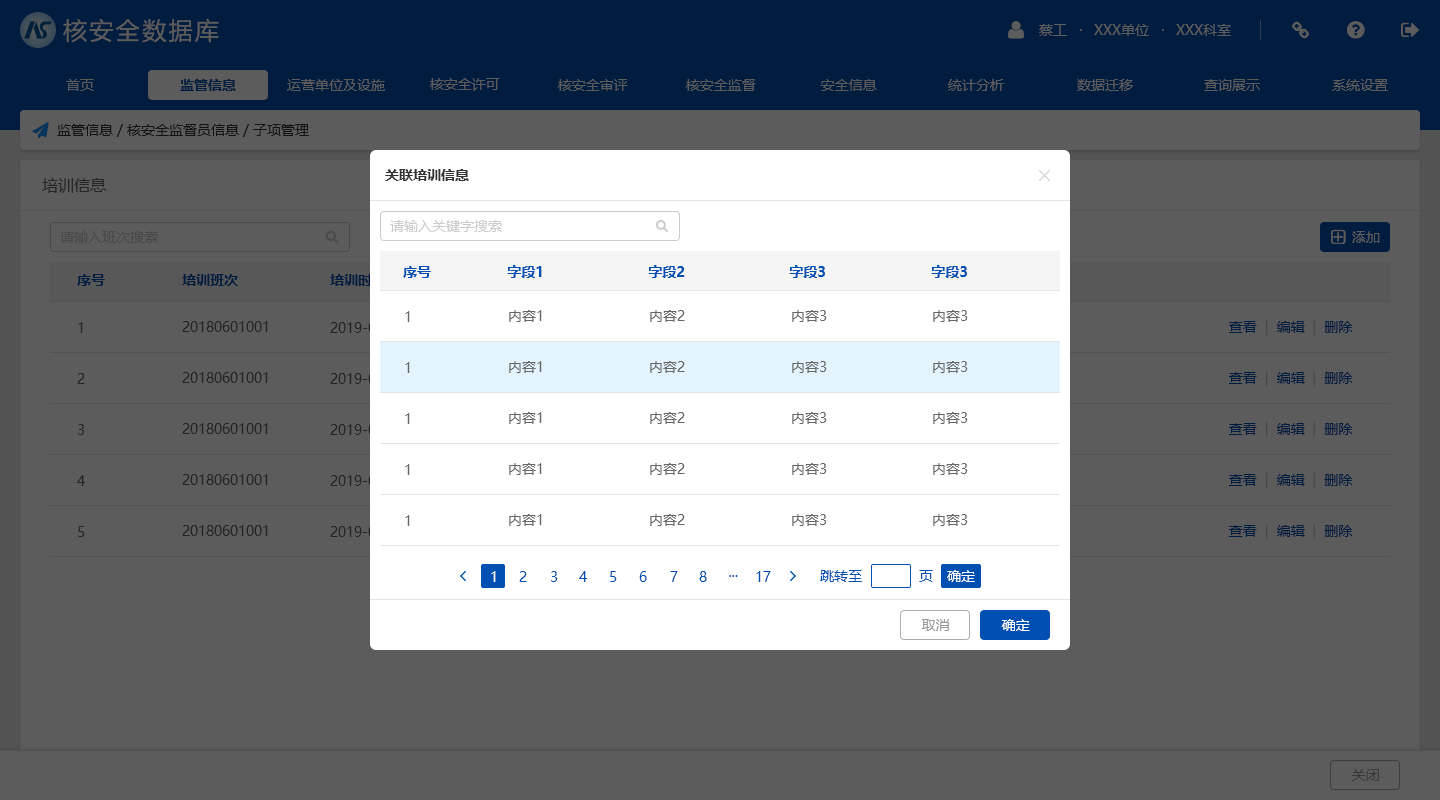 核安全数据库
蔡工 · XXX单位 · XXX科室
首页 监管信息 运营单位及设施 核安全许可 核安全审评 核安全监督 安全信息 统计分析 数据迁移 查询展示 系统设置
监管信息 / 核安全监督员信息 / 子项管理
培训信息
请输入班次搜索
添加
序号 培训班次
1 20180601001 2019- 查看 编辑 删除
2 20180601001 2019- 查看 编辑 删除
3 20180601001 2019- 查看 编辑 删除
4 20180601001 2019- 查看 编辑 删除
5 20180601001 2019- 查看 编辑 删除
关联培训信息
请输入关键字搜索
序号 字段1 字段2 字段3 字段3
1 内容1 内容2 内容3 内容3
1 内容1 内容2 内容3 内容3
1 内容1 内容2 内容3 内容3
1 内容1 内容2 内容3 内容3
1 内容1 内容2 内容3 内容3
1 2 3 4 5 6 7 8 ··· 17 跳转至 页 确定
取消 确定
关闭